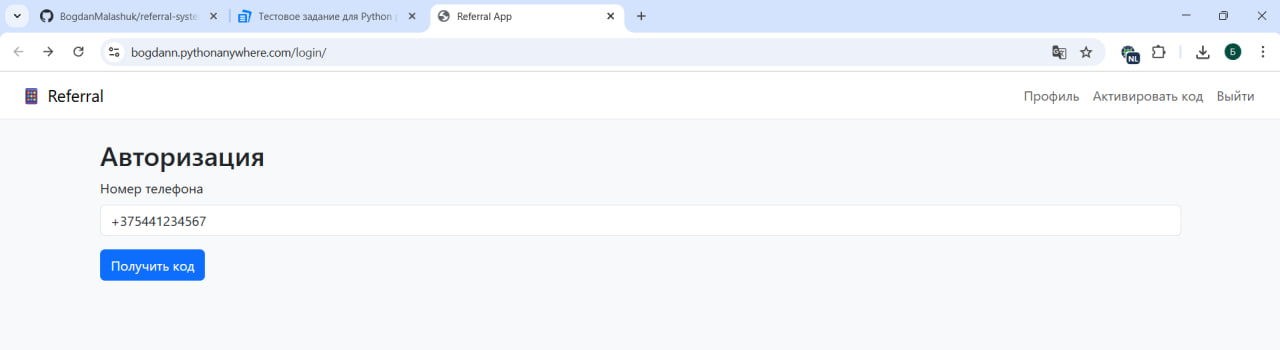 BogdanMalashuk/referral-syste
Тестовое задание для Python р
Referral App
bogdann.pythonanywhere.com/login/
NL
Б
Referral
Профиль Активировать код Выйти
Авторизация
Номер телефона
+375441234567
Получить код